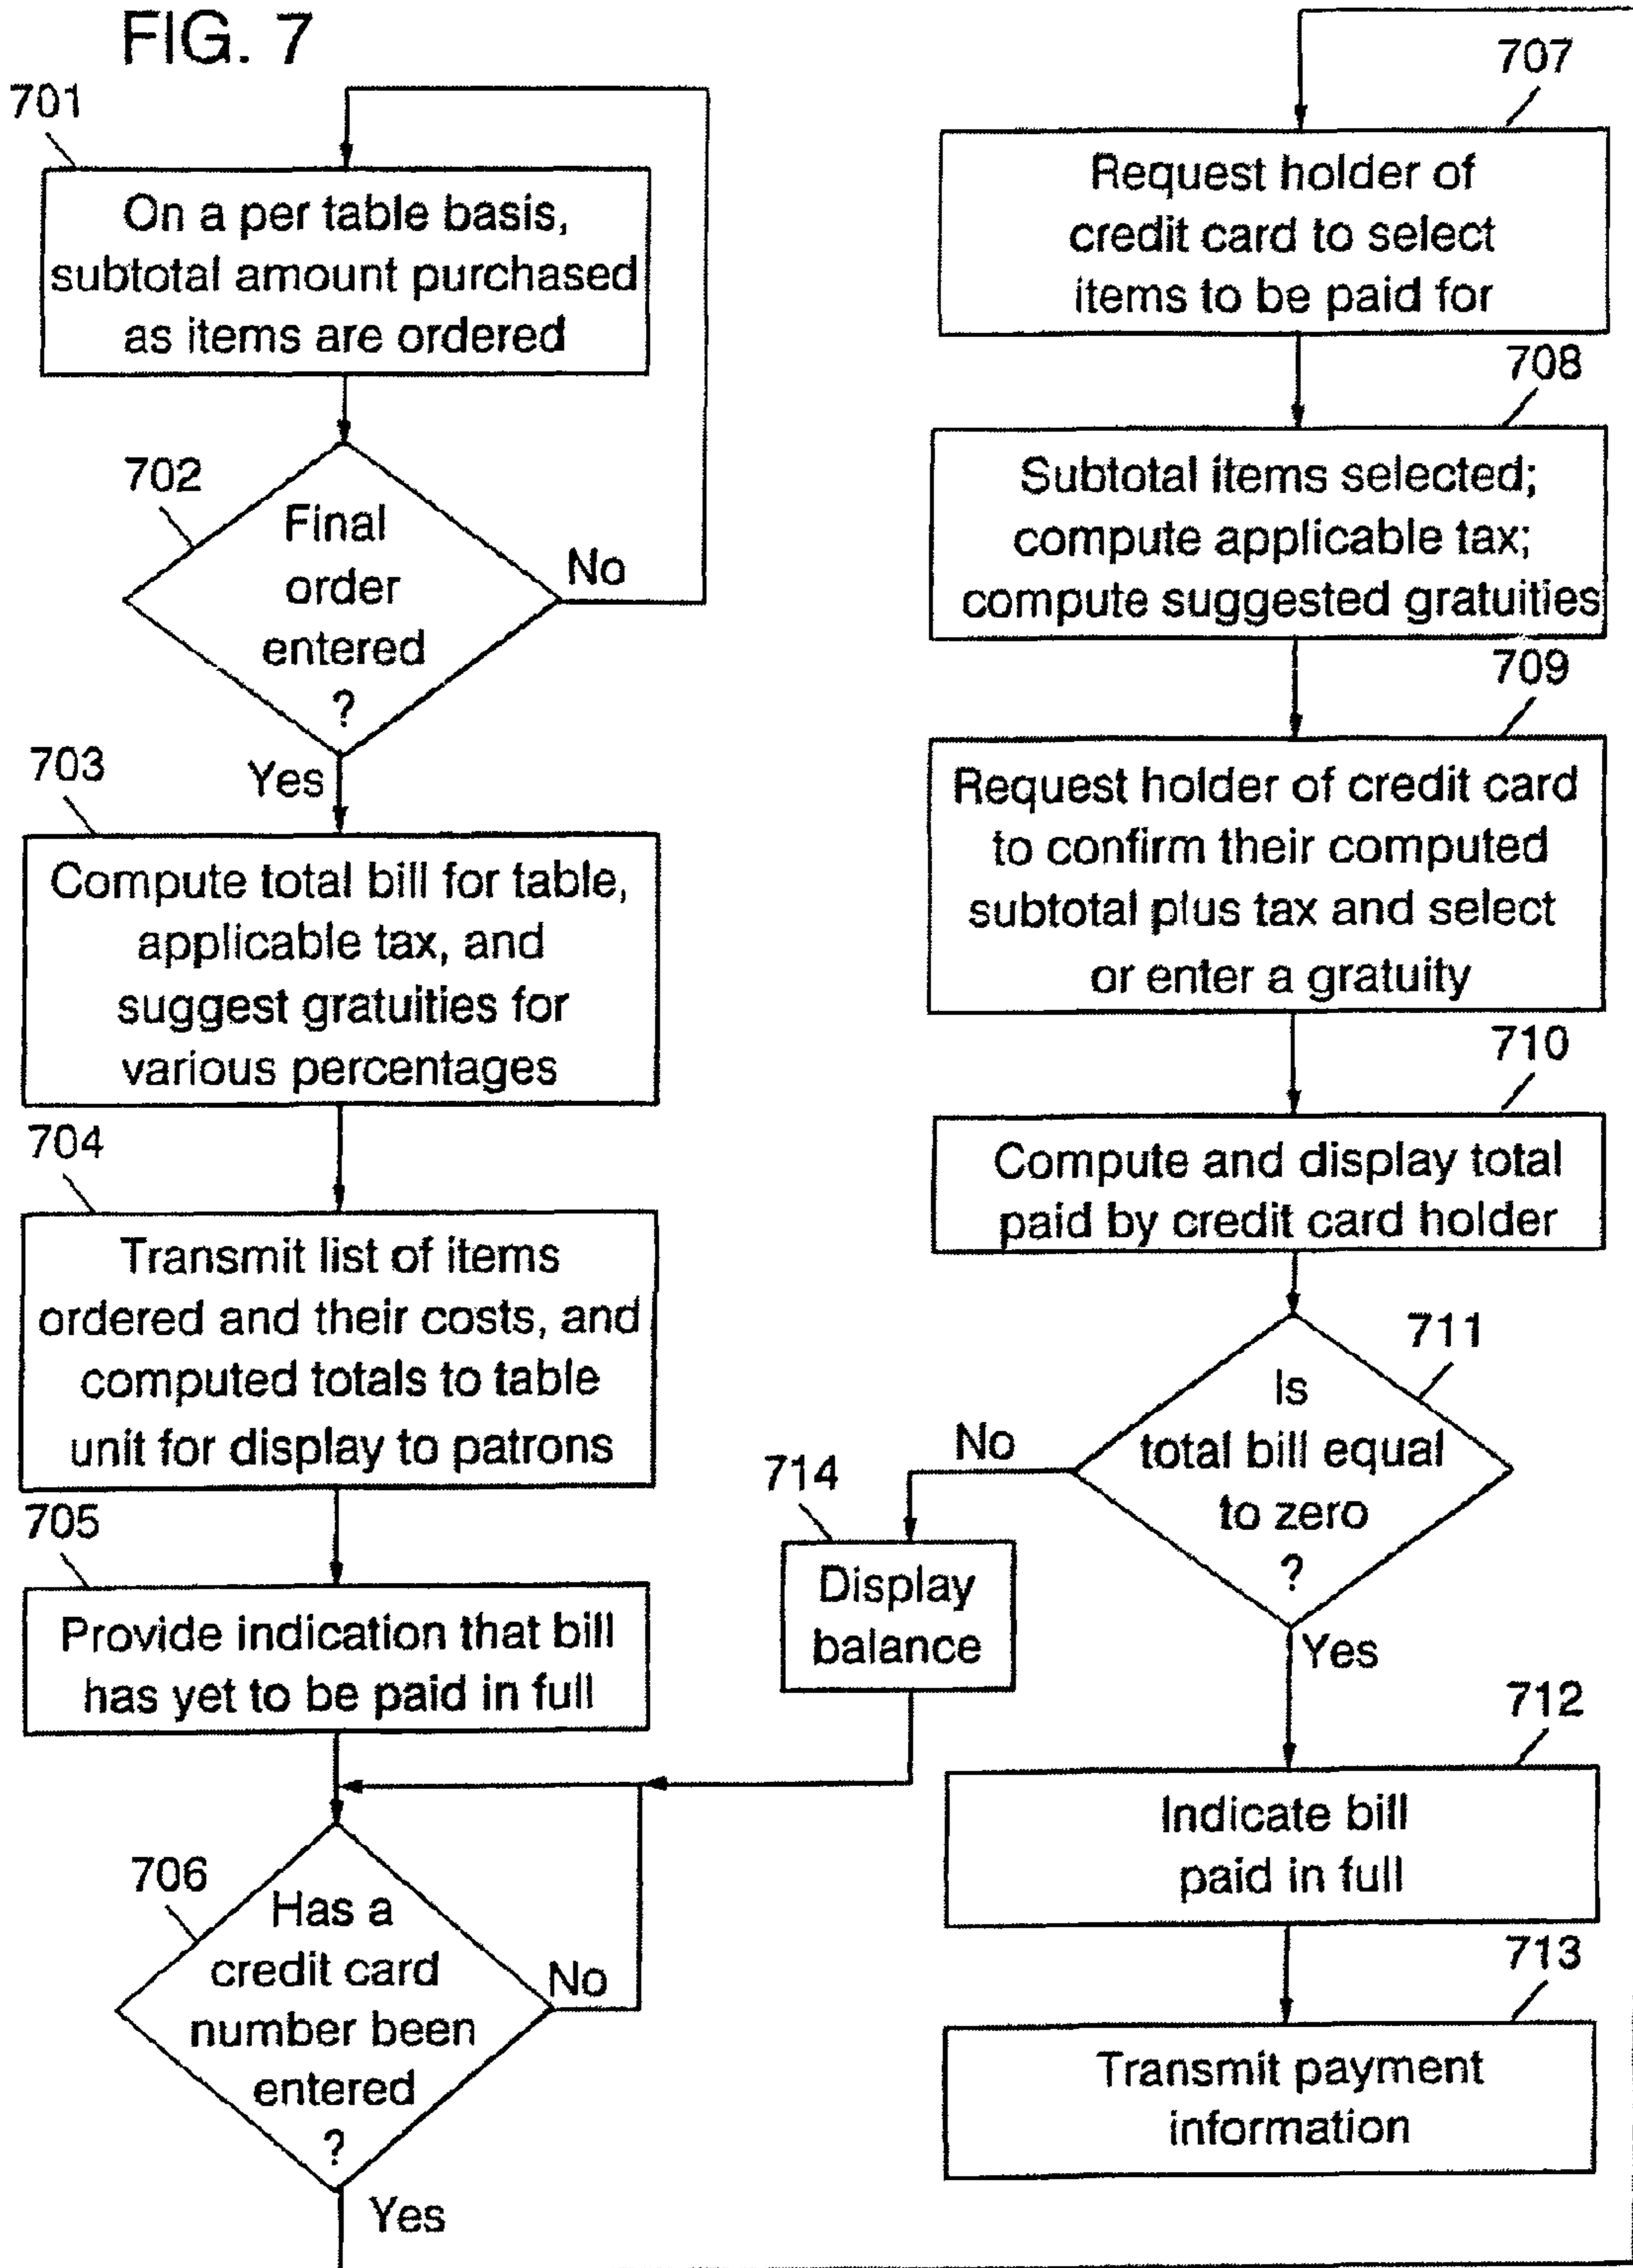 FIG. 7
701
On a per table basis,
subtotal amount purchased
as items are ordered
702
Final
order
entered
?
No
Yes
703
Compute total bill for table,
applicable tax, and
suggest gratuities for
various percentages
704
Transmit list of items
ordered and their costs, and
computed totals to table
unit for display to patrons
705
Provide indication that bill
has yet to be paid in full
706
Has a
credit card
number been
entered
?
No
Yes
707
Request holder of
credit card to select
items to be paid for
708
Subtotal items selected;
compute applicable tax;
compute suggested gratuities
709
Request holder of credit card
to confirm their computed
subtotal plus tax and select
or enter a gratuity
710
Compute and display total
paid by credit card holder
711
Is
total bill equal
to zero
?
No
Yes
714
Display
balance
712
Indicate bill
paid in full
713
Transmit payment
information